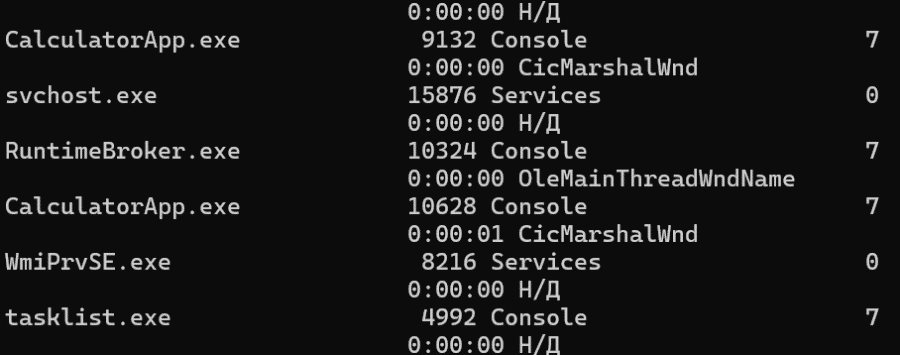 0:00:00 Н/Д
CalculatorApp.exe 9132 Console 7
0:00:00 CicMarshalWnd
svchost.exe 15876 Services 0
0:00:00 Н/Д
RuntimeBroker.exe 10324 Console 7
0:00:00 OleMainThreadWndName
CalculatorApp.exe 10628 Console 7
0:00:01 CicMarshalWnd
WmiPrvSE.exe 8216 Services 0
0:00:00 Н/Д
tasklist.exe 4992 Console 7
0:00:00 Н/Д